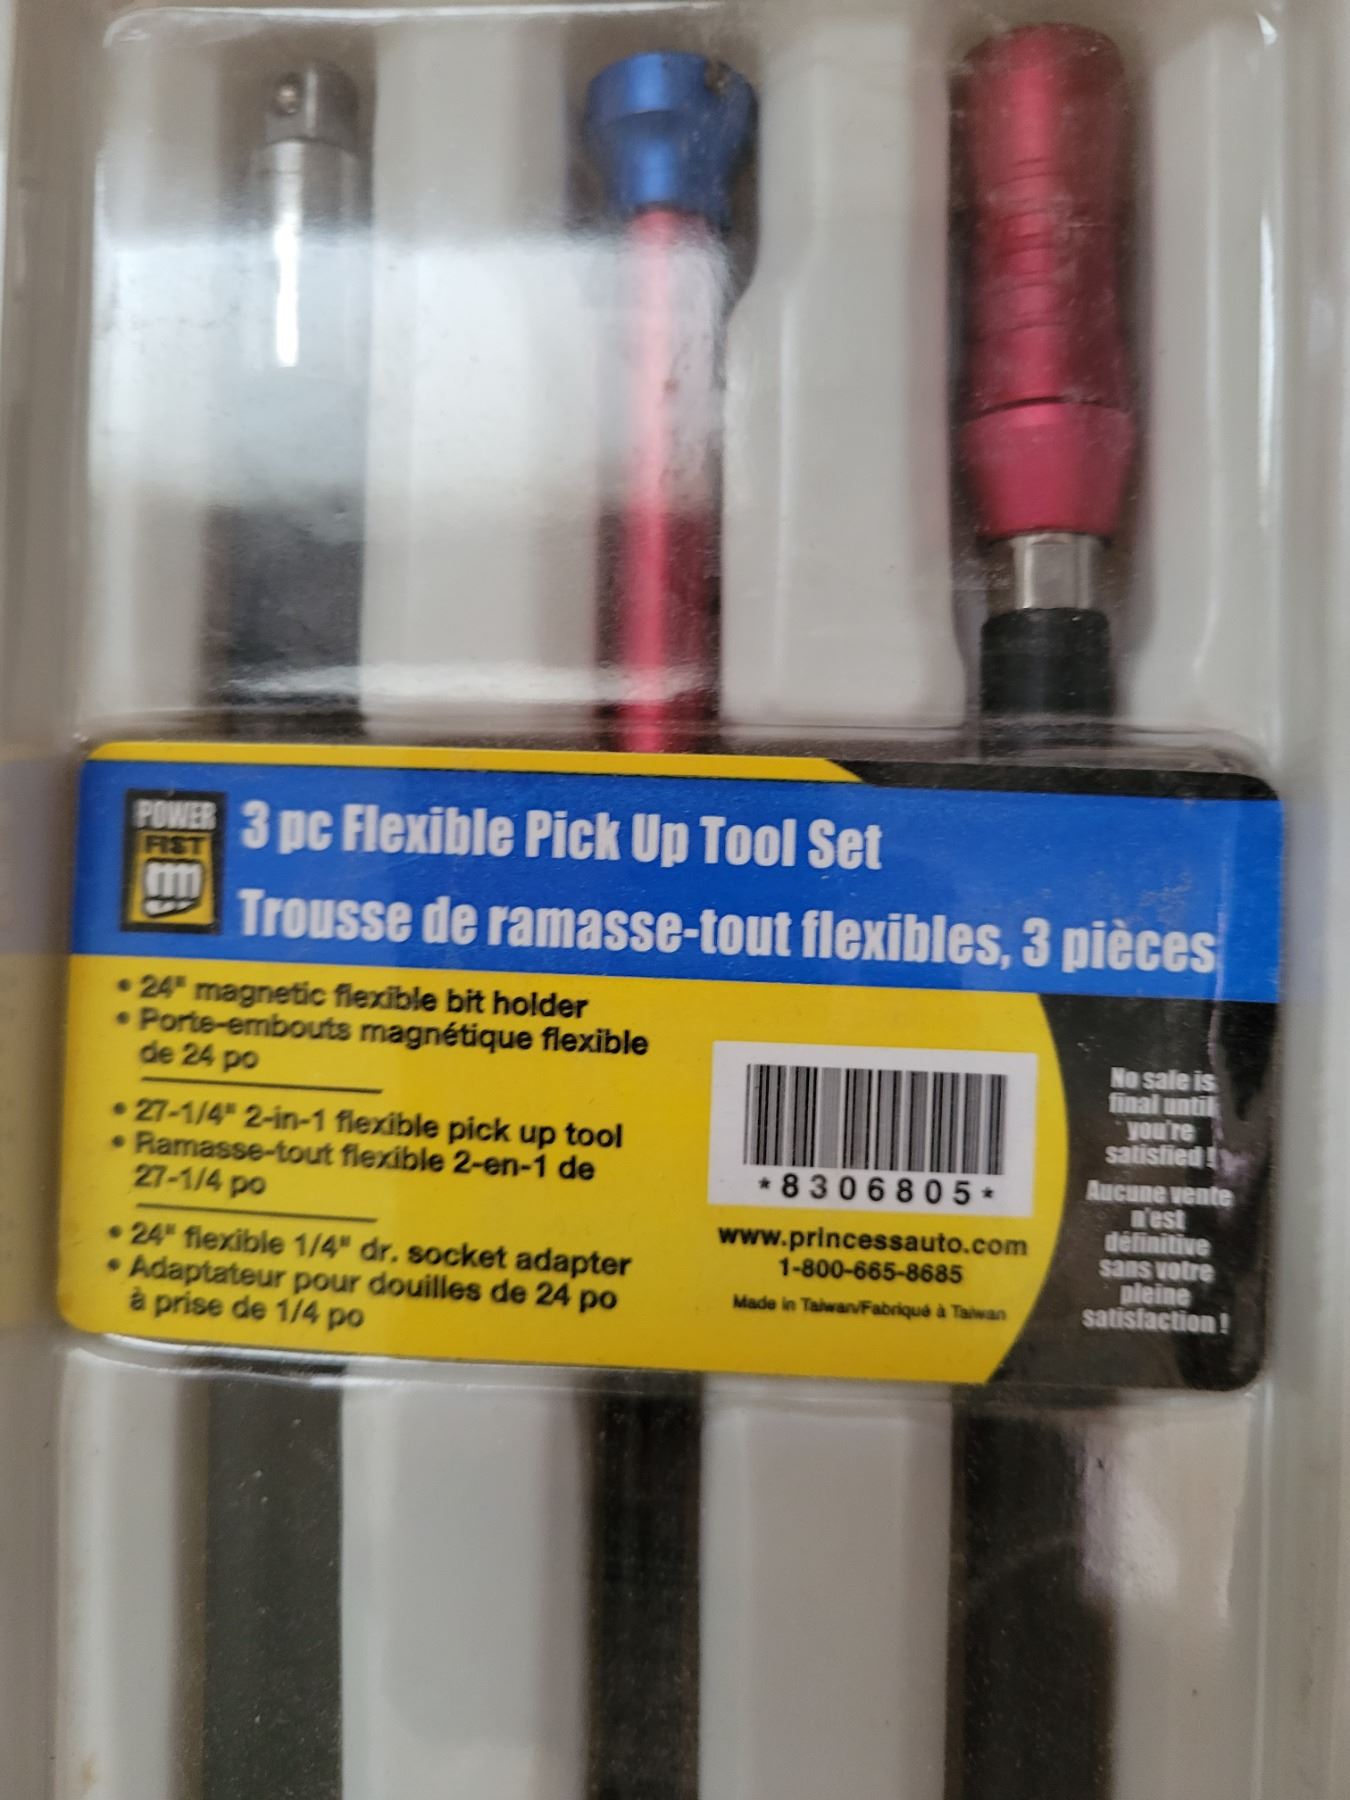 POWER
FIST
3 pc Flexible Pick Up Tool Set
Trousse de ramasse-tout flexibles, 3 pièces
• 24" magnetic flexible bit holder
• Porte-embouts magnétique flexible
de 24 po
• 27-1/4" 2-in-1 flexible pick up tool
• Ramasse-tout flexible 2-en-1 de
27-1/4 po
• 24" flexible 1/4" dr. socket adapter
• Adaptateur pour douilles de 24 po
à prise de 1/4 po
*8306805*
www.princessauto.com
1-800-665-8685
Made in Taiwan/Fabriqué à Taiwan
No sale is
final until
you're
satisfied !
Aucune vente
n'est
définitive
sans votre
pleine
satisfaction !